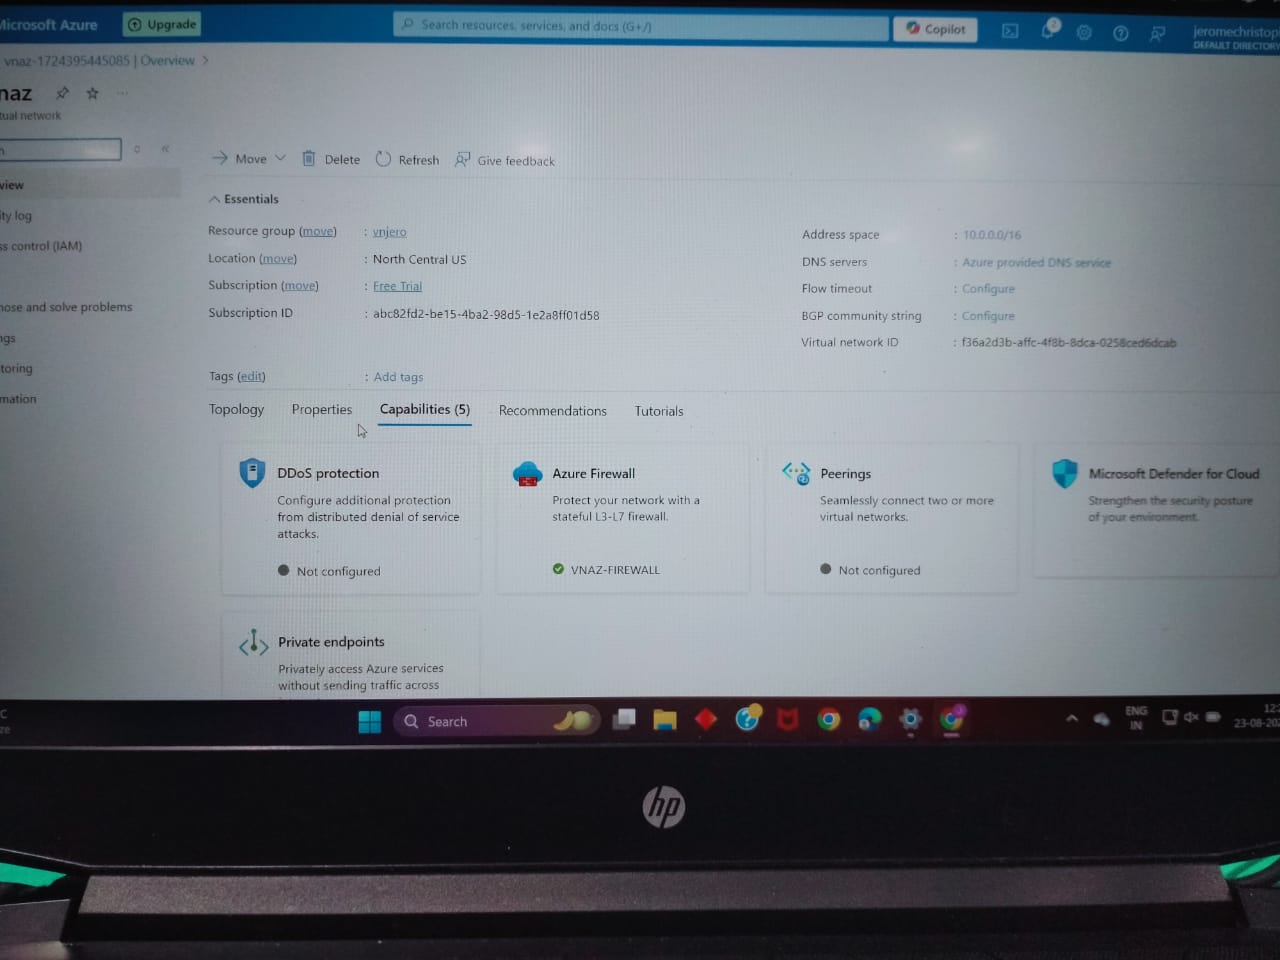 Microsoft Azure
Upgrade
Search resources, services, and docs (G+/)
Copilot
2
jeromechristop
DEFAULT DIRECTORY
vnaz-1724395445085 | Overview >
naz
tual network
Move
Delete
Refresh
Give feedback
view
ity log
ss control (IAM)
nose and solve problems
ngs
toring
mation
Essentials
Resource group (move) : vnjero
Location (move) : North Central US
Subscription (move) : Free Trial
Subscription ID : abc82fd2-be15-4ba2-98d5-1e2a8ff01d58
Address space : 10.0.0.0/16
DNS servers : Azure provided DNS service
Flow timeout : Configure
BGP community string : Configure
Virtual network ID : f36a2d3b-affc-4f8b-8dca-0258ced6dcab
Tags (edit) : Add tags
Topology Properties Capabilities (5) Recommendations Tutorials
DDoS protection
Configure additional protection
from distributed denial of service
attacks.
Not configured
Azure Firewall
Protect your network with a
stateful L3-L7 firewall.
VNAZ-FIREWALL
Peerings
Seamlessly connect two or more
virtual networks.
Not configured
Microsoft Defender for Cloud
Strengthen the security posture
of your environment.
Private endpoints
Privately access Azure services
without sending traffic across
Search
ENG
IN
12:
23-08-202
hp